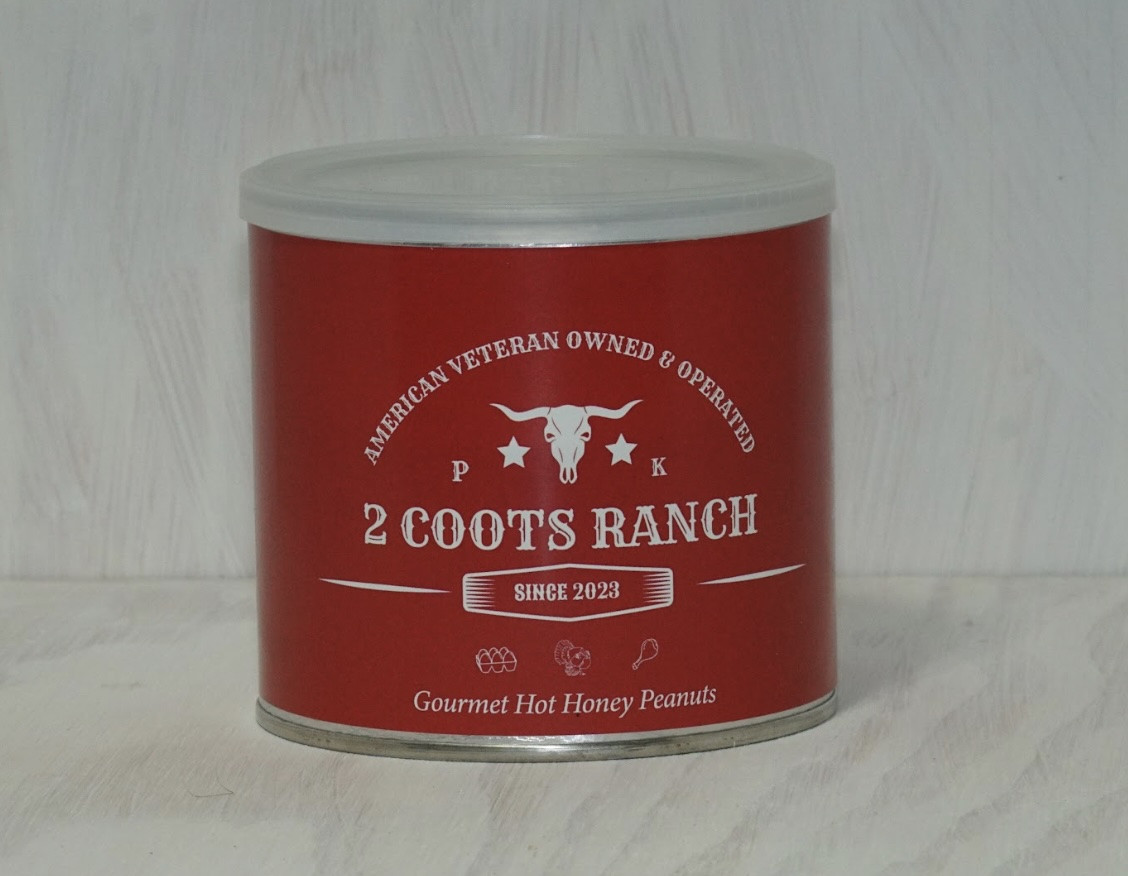 AMERICAN VETERAN OWNED & OPERATED
P K
2 COOTS RANCH
SINCE 2023
Gourmet Hot Honey Peanuts